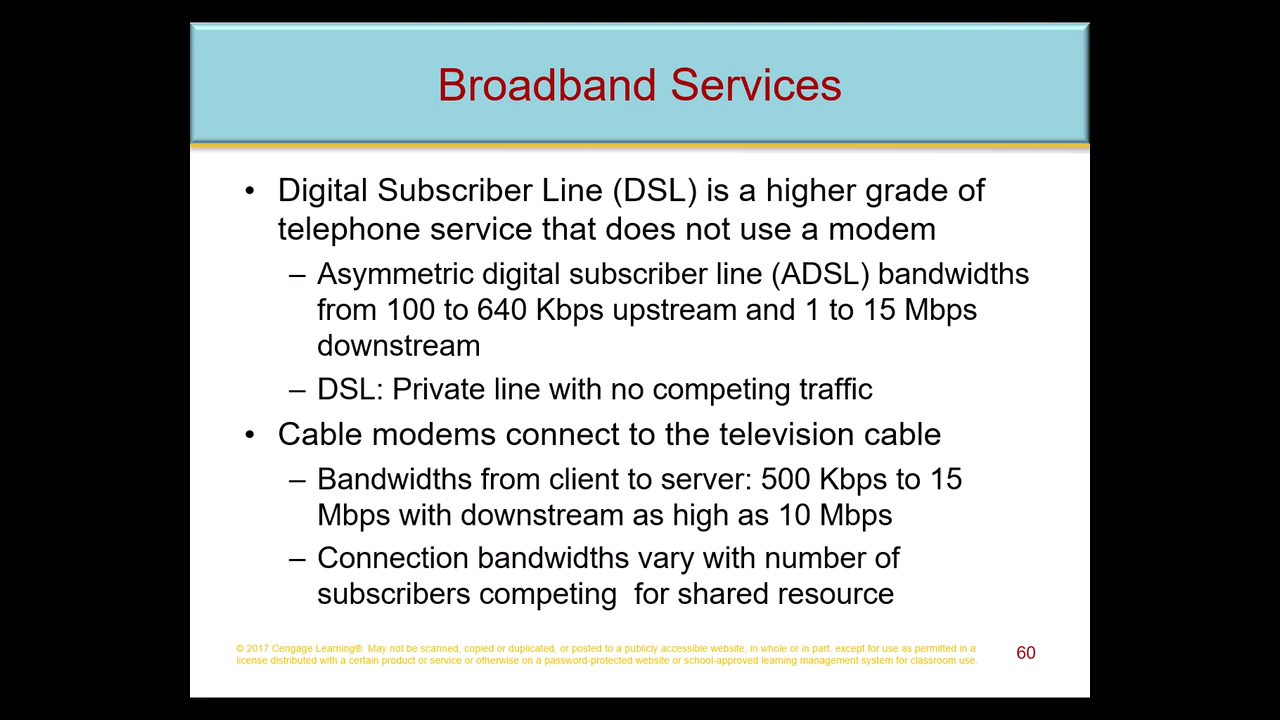 Broadband Services
• Digital Subscriber Line (DSL) is a higher grade of
telephone service that does not use a modem
– Asymmetric digital subscriber line (ADSL) bandwidths
from 100 to 640 Kbps upstream and 1 to 15 Mbps
downstream
– DSL: Private line with no competing traffic
• Cable modems connect to the television cable
– Bandwidths from client to server: 500 Kbps to 15
Mbps with downstream as high as 10 Mbps
– Connection bandwidths vary with number of
subscribers competing  for shared resource
© 2017 Cengage Learning®. May not be scanned, copied or duplicated, or posted to a publicly accessible website, in whole or in part, except for use as permitted in a
license distributed with a certain product or service or otherwise on a password-protected website or school-approved learning management system for classroom use.
60